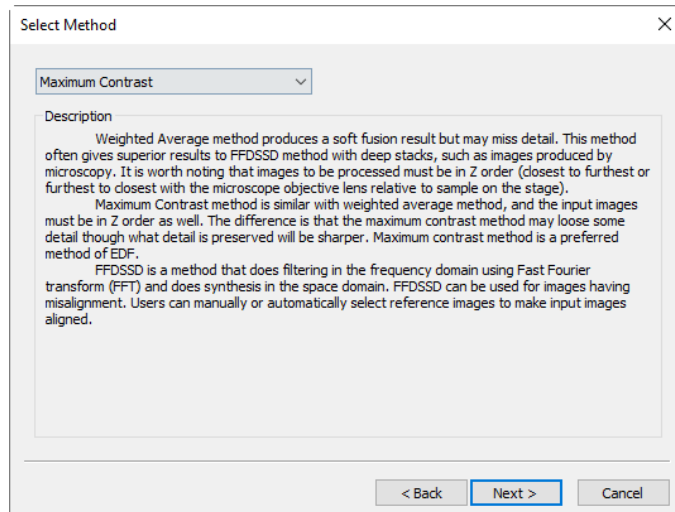 Select Method
Maximum Contrast
Description
Weighted Average method produces a soft fusion result but may miss detail. This method
often gives superior results to FFDSSD method with deep stacks, such as images produced by
microscopy. It is worth noting that images to be processed must be in Z order (closest to furthest or
furthest to closest with the microscope objective lens relative to sample on the stage).
Maximum Contrast method is similar with weighted average method, and the input images
must be in Z order as well. The difference is that the maximum contrast method may loose some
detail though what detail is preserved will be sharper. Maximum contrast method is a preferred
method of EDF.
FFDSSD is a method that does filtering in the frequency domain using Fast Fourier
transform (FFT) and does synthesis in the space domain. FFDSSD can be used for images having
misalignment. Users can manually or automatically select reference images to make input images
aligned.
< Back Next > Cancel